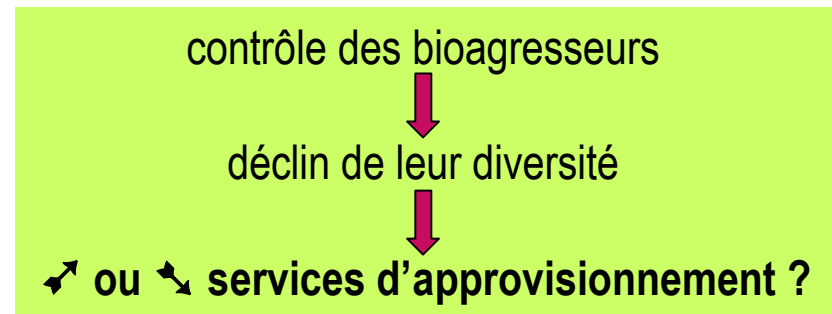 contrôle des bioagresseurs
déclin de leur diversité
➚ ou ➘ services d’approvisionnement ?